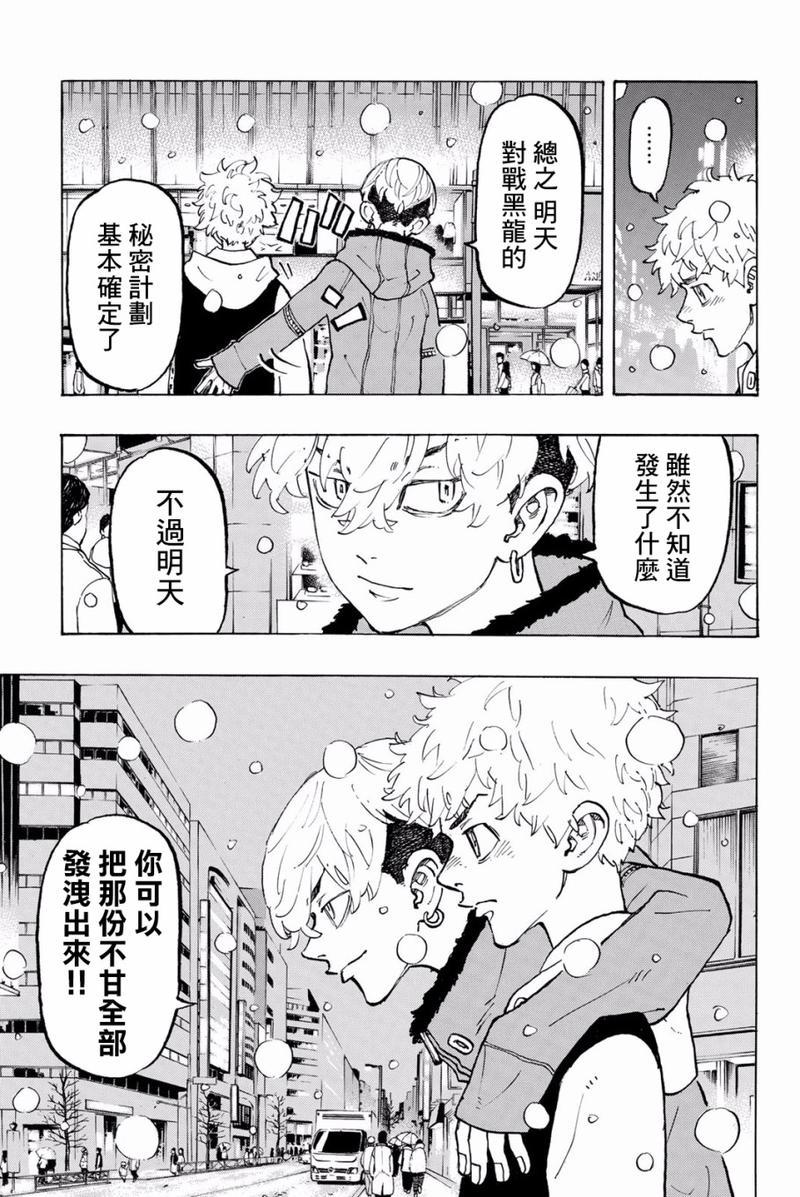 ……
總之 明天
對戰黑龍的
秘密計劃
基本確定了
雖然不知道
發生了什麼
不過明天
你可以
把那份不甘全部
發洩出來!!